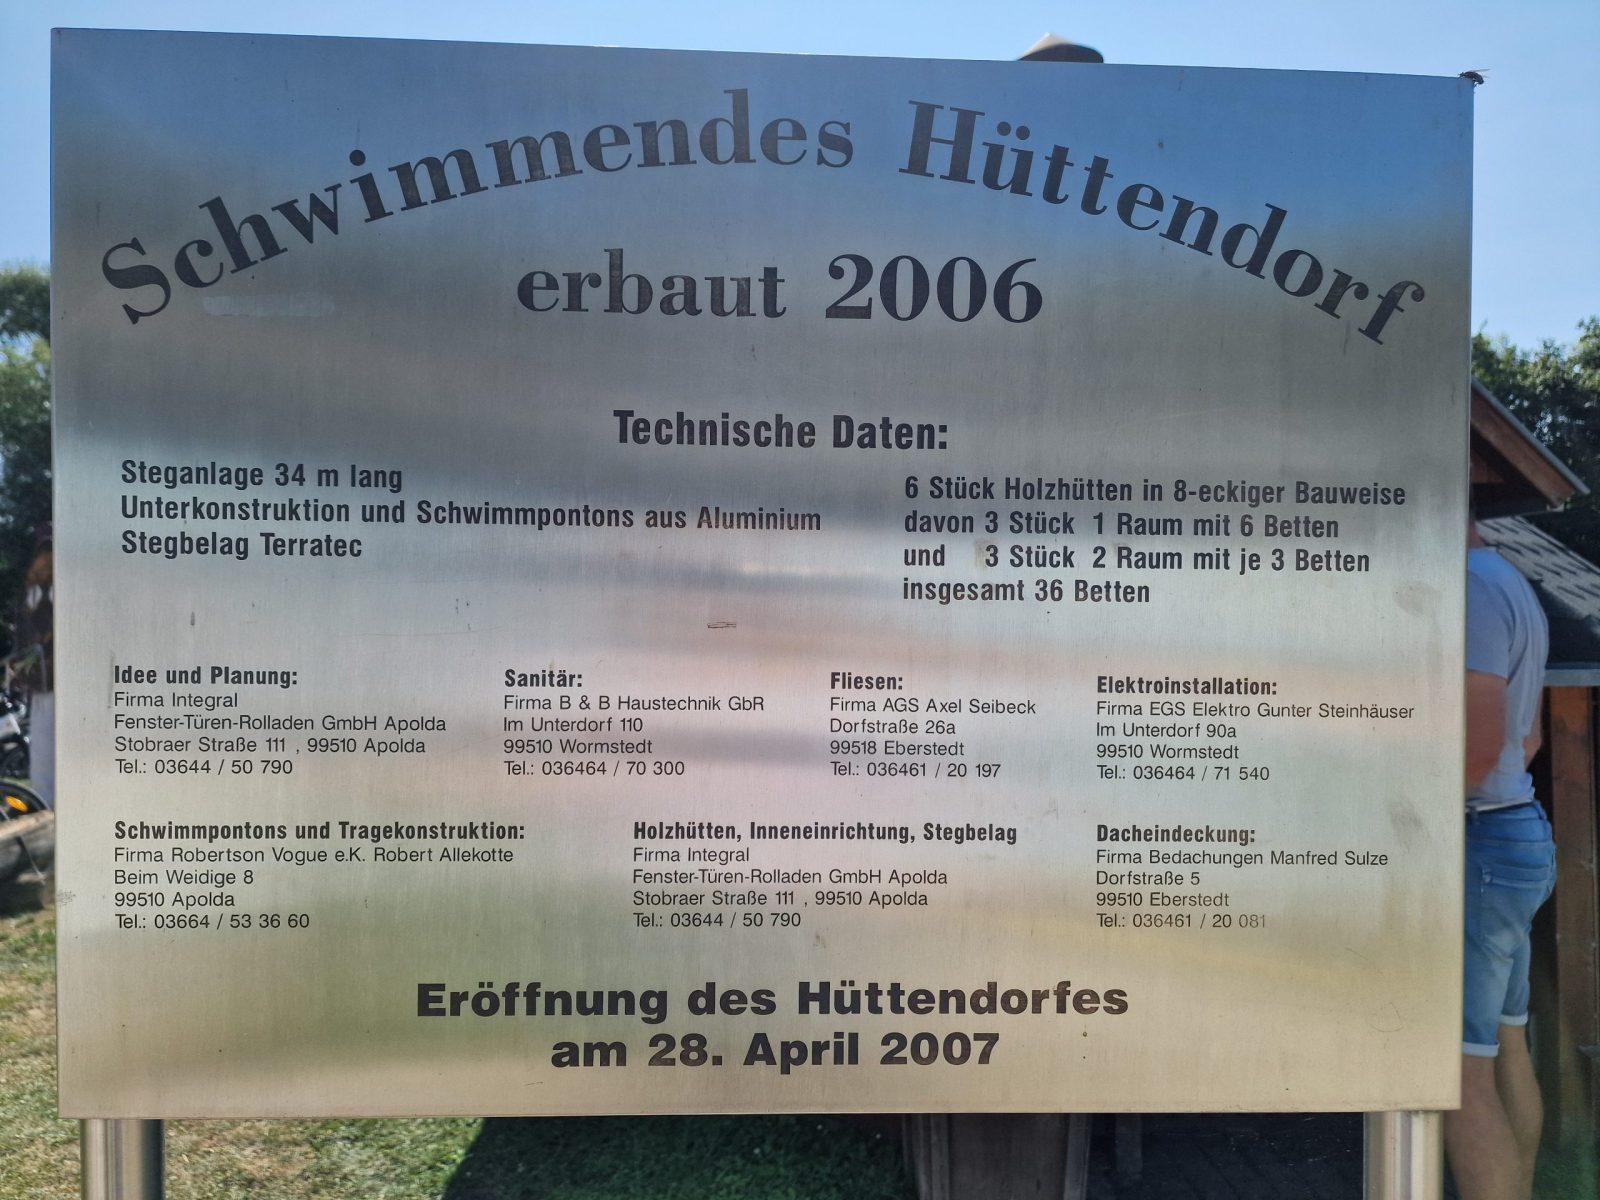 Schwimmendes Hüttendorf
erbaut 2006
Technische Daten:
Steganlage 34 m lang
Unterkonstruktion und Schwimmpontons aus Aluminium
Stegbelag Terratec
6 Stück Holzhütten in 8-eckiger Bauweise
davon 3 Stück 1 Raum mit 6 Betten
und 3 Stück 2 Raum mit je 3 Betten
insgesamt 36 Betten
Idee und Planung:
Firma Integral
Fenster-Türen-Rolladen GmbH Apolda
Stobraer Straße 111 , 99510 Apolda
Tel.: 03644 / 50 790
Sanitär:
Firma B & B Haustechnik GbR
Im Unterdorf 110
99510 Wormstedt
Tel.: 036464 / 70 300
Fliesen:
Firma AGS Axel Seibeck
Dorfstraße 26a
99518 Eberstedt
Tel.: 036461 / 20 197
Elektroinstallation:
Firma EGS Elektro Gunter Steinhäuser
Im Unterdorf 90a
99510 Wormstedt
Tel.: 036464 / 71 540
Schwimmpontons und Tragekonstruktion:
Firma Robertson Vogue e.K. Robert Allekotte
Beim Weidige 8
99510 Apolda
Tel.: 03664 / 53 36 60
Holzhütten, Inneneinrichtung, Stegbelag
Firma Integral
Fenster-Türen-Rolladen GmbH Apolda
Stobraer Straße 111 , 99510 Apolda
Tel.: 03644 / 50 790
Dacheindeckung:
Firma Bedachungen Manfred Sulze
Dorfstraße 5
99510 Eberstedt
Tel.: 036461 / 20 081
Eröffnung des Hüttendorfes
am 28. April 2007